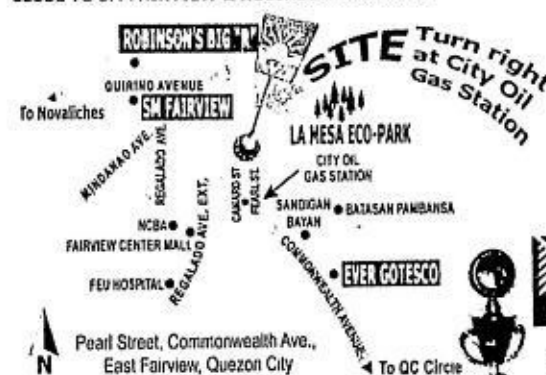 ROBINSON'S BIG "R"
SITE
Turn right
at City Oil
Gas Station
QUIRINO AVENUE
To Novaliches
SM FAIRVIEW
LA MESA ECO-PARK
MINDANAO AVE.
REGALADO AVE.
CITY OIL
GAS STATION
PEARL ST.
SANDIGAN
BAYAN
BATASAN PAMBANSA
NCBA
FAIRVIEW CENTER MALL
REGALADO AVE. EXT.
FEU HOSPITAL
COMMONWEALTH AVENUE
EVER GOTESCO
Pearl Street, Commonwealth Ave.,
East Fairview, Quezon City
N
To QC Circle